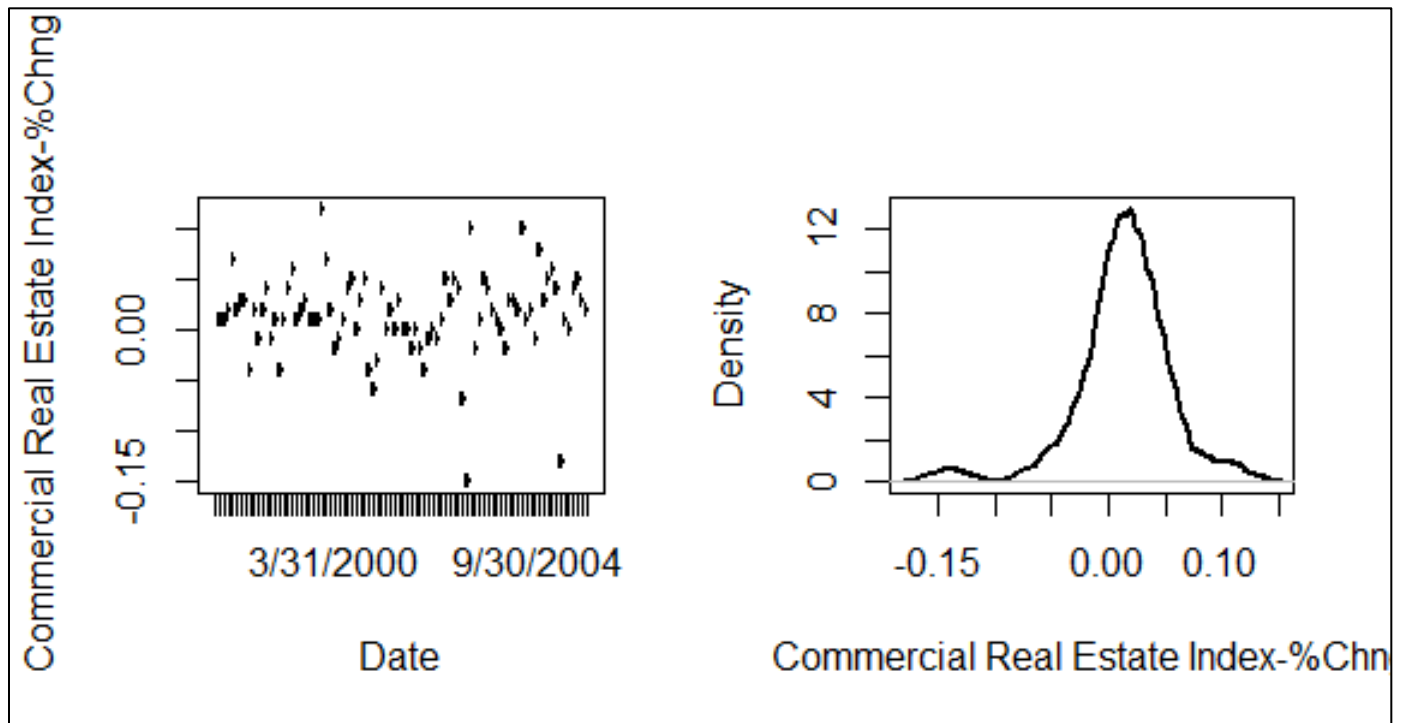 Commercial Real Estate Index-%Chng
0.00
-0.15
3/31/2000 9/30/2004
Date
Density
12
8
4
0
-0.15 0.00 0.10
Commercial Real Estate Index-%Chn